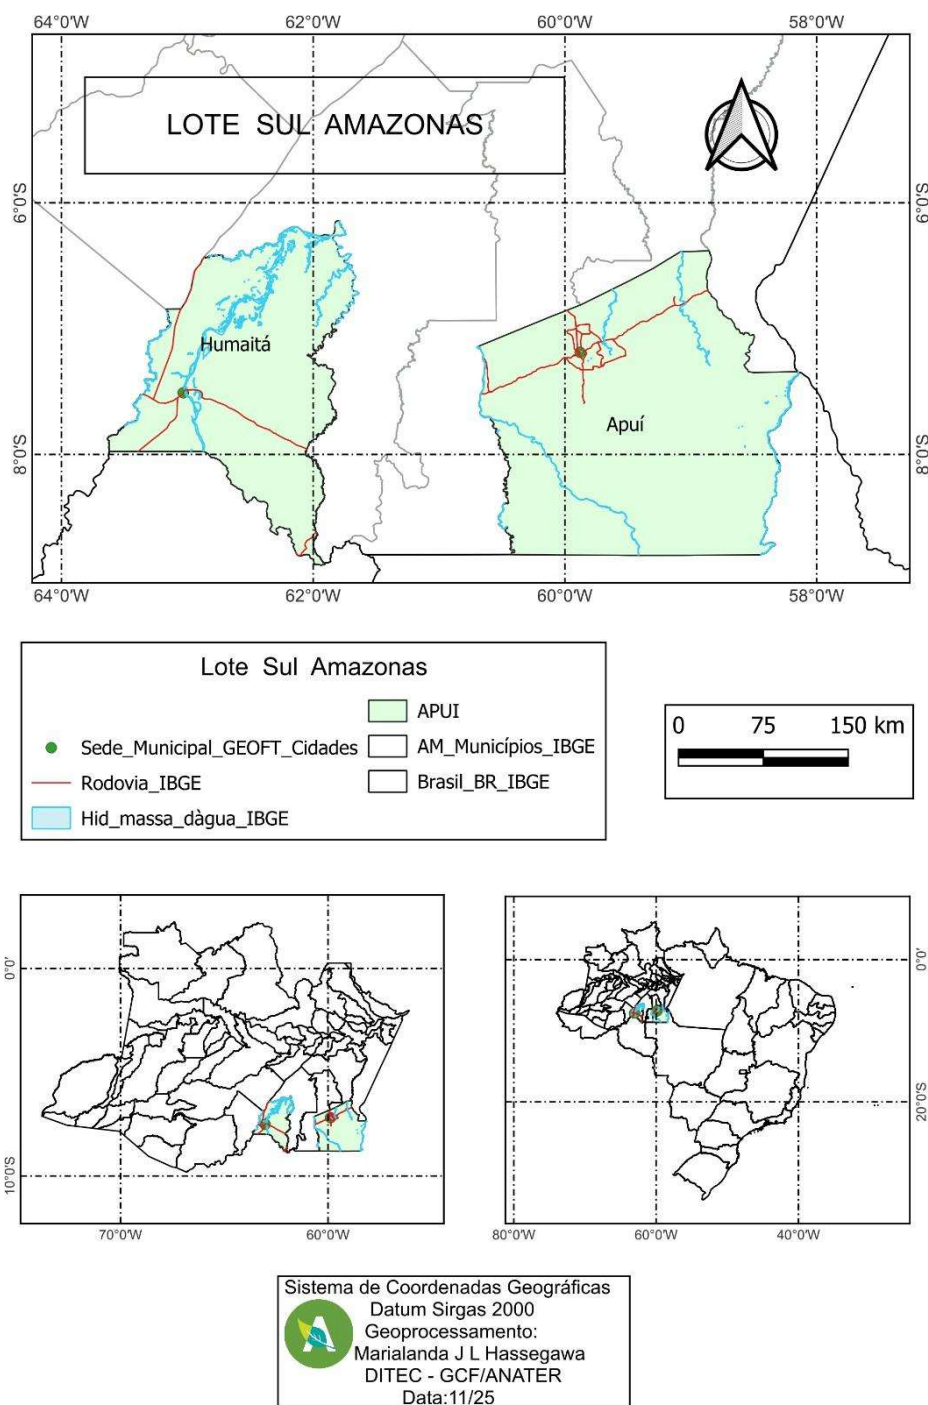 64°0'W 62°0'W 60°0'W 58°0'W
LOTE SUL AMAZONAS
6°0'S 6°0'S
Humaitá
Apuí
8°0'S 8°0'S
64°0'W 62°0'W 60°0'W 58°0'W
Lote Sul Amazonas
Sede_Municipal_GEOFT_Cidades
Rodovia_IBGE
Hid_massa_dàgua_IBGE
APUI
AM_Municípios_IBGE
Brasil_BR_IBGE
0 75 150 km
0°0'
10°0'S
70°0'W 60°0'W
0°0'
20°0'S
80°0'W 60°0'W 40°0'W
Sistema de Coordenadas Geográficas
Datum Sirgas 2000
Geoprocessamento:
Marialanda J L Hassegawa
DITEC - GCF/ANATER
Data:11/25